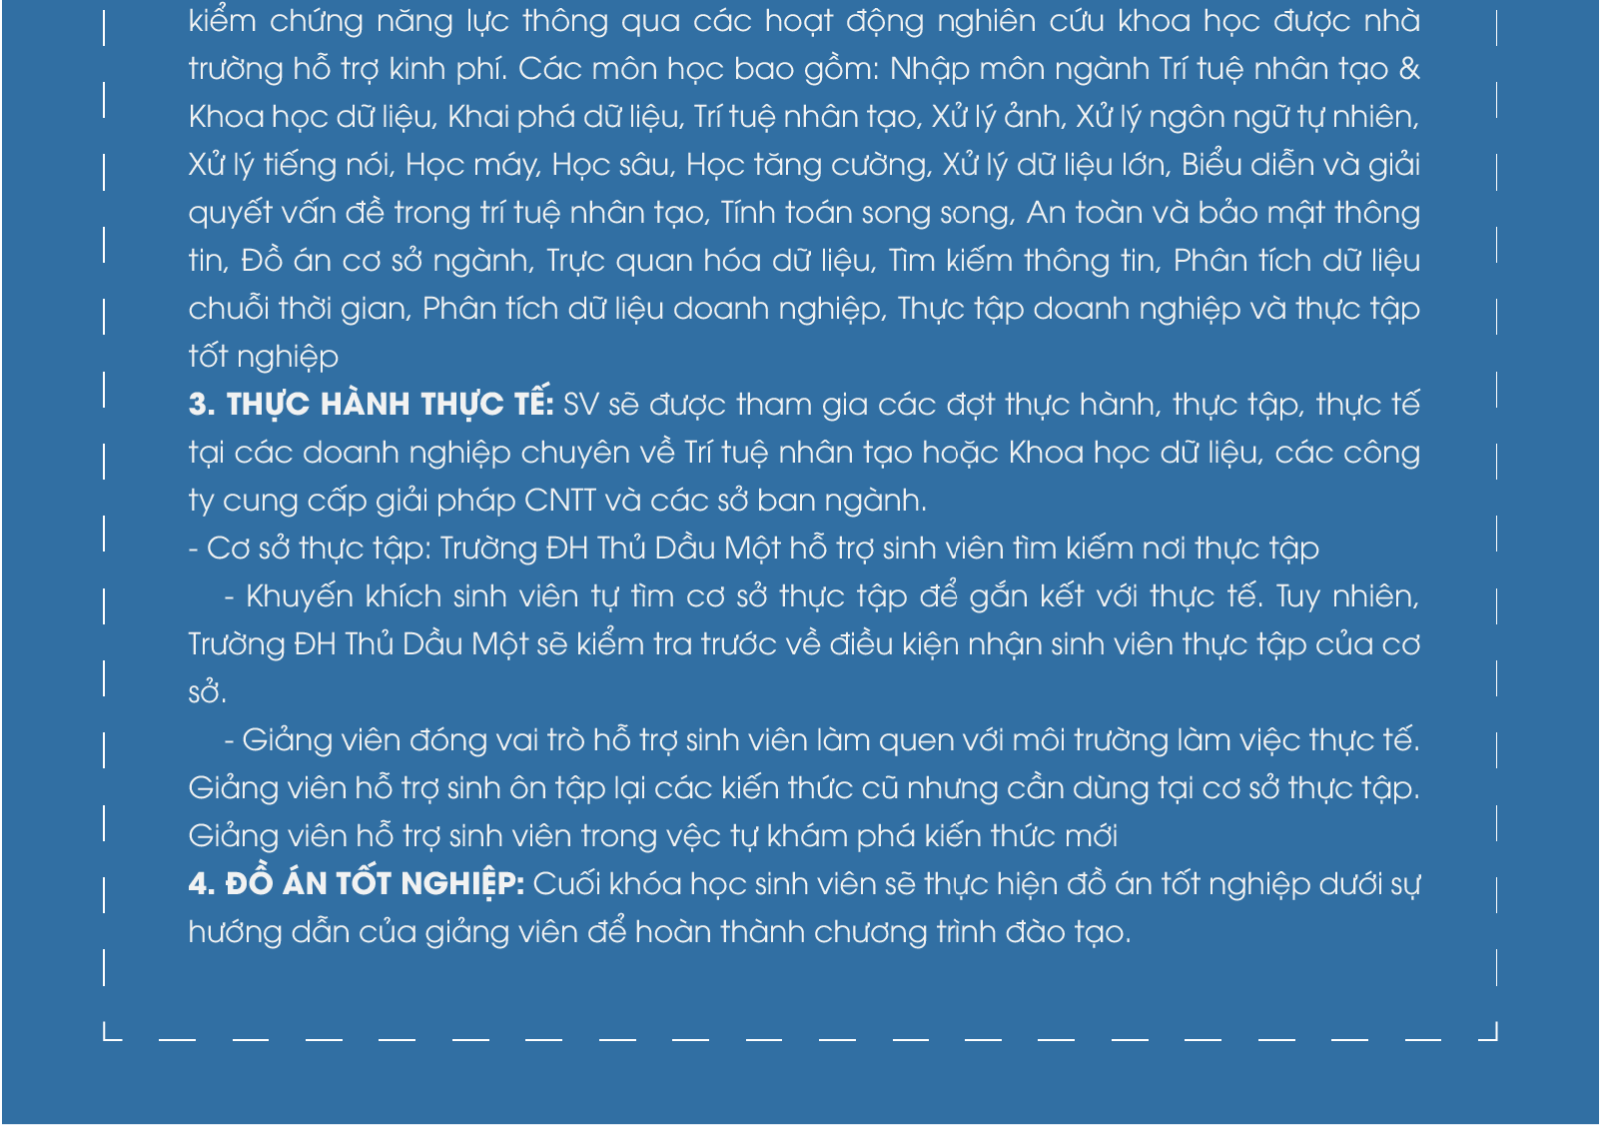 kiểm chứng năng lực thông qua các hoạt động nghiên cứu khoa học được nhà
trường hỗ trợ kinh phí. Các môn học bao gồm: Nhập môn ngành Trí tuệ nhân tạo &
Khoa học dữ liệu, Khai phá dữ liệu, Trí tuệ nhân tạo, Xử lý ảnh, Xử lý ngôn ngữ tự nhiên,
Xử lý tiếng nói, Học máy, Học sâu, Học tăng cường, Xử lý dữ liệu lớn, Biểu diễn và giải
quyết vấn đề trong trí tuệ nhân tạo, Tính toán song song, An toàn và bảo mật thông
tin, Đồ án cơ sở ngành, Trực quan hóa dữ liệu, Tìm kiếm thông tin, Phân tích dữ liệu
chuỗi thời gian, Phân tích dữ liệu doanh nghiệp, Thực tập doanh nghiệp và thực tập
tốt nghiệp
3. THỰC HÀNH THỰC TẾ: SV sẽ được tham gia các đợt thực hành, thực tập, thực tế
tại các doanh nghiệp chuyên về Trí tuệ nhân tạo hoặc Khoa học dữ liệu, các công
ty cung cấp giải pháp CNTT và các sở ban ngành.
- Cơ sở thực tập: Trường ĐH Thủ Dầu Một hỗ trợ sinh viên tìm kiếm nơi thực tập
- Khuyến khích sinh viên tự tìm cơ sở thực tập để gắn kết với thực tế. Tuy nhiên,
Trường ĐH Thủ Dầu Một sẽ kiểm tra trước về điều kiện nhận sinh viên thực tập của cơ
sở.
- Giảng viên đóng vai trò hỗ trợ sinh viên làm quen với môi trường làm việc thực tế.
Giảng viên hỗ trợ sinh ôn tập lại các kiến thức cũ nhưng cần dùng tại cơ sở thực tập.
Giảng viên hỗ trợ sinh viên trong vệc tự khám phá kiến thức mới
4. ĐỒ ÁN TỐT NGHIỆP: Cuối khóa học sinh viên sẽ thực hiện đồ án tốt nghiệp dưới sự
hướng dẫn của giảng viên để hoàn thành chương trình đào tạo.